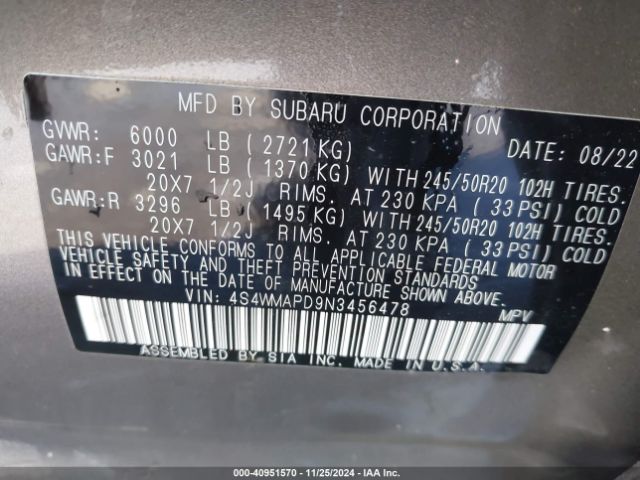 MFD BY SUBARU CORPORATION
GVWR: 6000 LB ( 2721 KG) DATE: 08/22
GAWR:F 3021 LB ( 1370 KG) WITH 245/50R20 102H TIRES.
20X7 1/2J RIMS. AT 230 KPA ( 33 PSI) COLD
GAWR:R 3296 LB ( 1495 KG) WITH 245/50R20 102H TIRES.
20X7 1/2J RIMS. AT 230 KPA ( 33 PSI) COLD
THIS VEHICLE CONFORMS TO ALL APPLICABLE FEDERAL MOTOR
VEHICLE SAFETY AND THEFT PREVENTION STANDARDS
IN EFFECT ON THE DATE OF MANUFACTURE SHOWN ABOVE.
VIN: 4S4WMAPD9N3456478 MPV
ASSEMBLED BY SIA INC. MADE IN U.S.A.
000-40951570 - 11/25/2024 - IAA